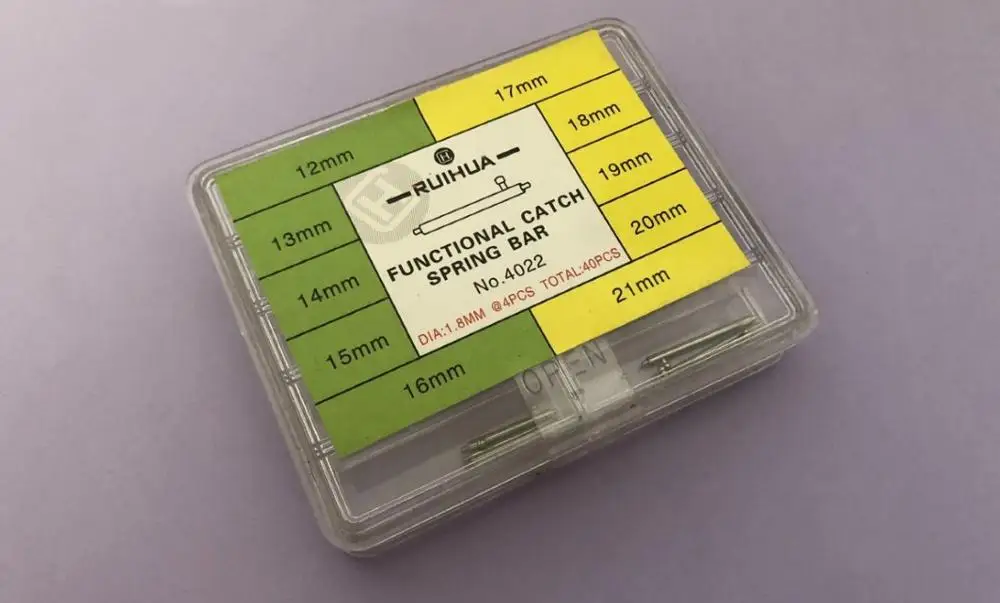 17mm
12mm
18mm
RUIHUA
19mm
13mm
FUNCTIONAL CATCH
SPRING BAR
20mm
14mm
No.4022
DIA:1.8MM @4PCS TOTAL:40PCS
21mm
15mm
16mm
OPEN